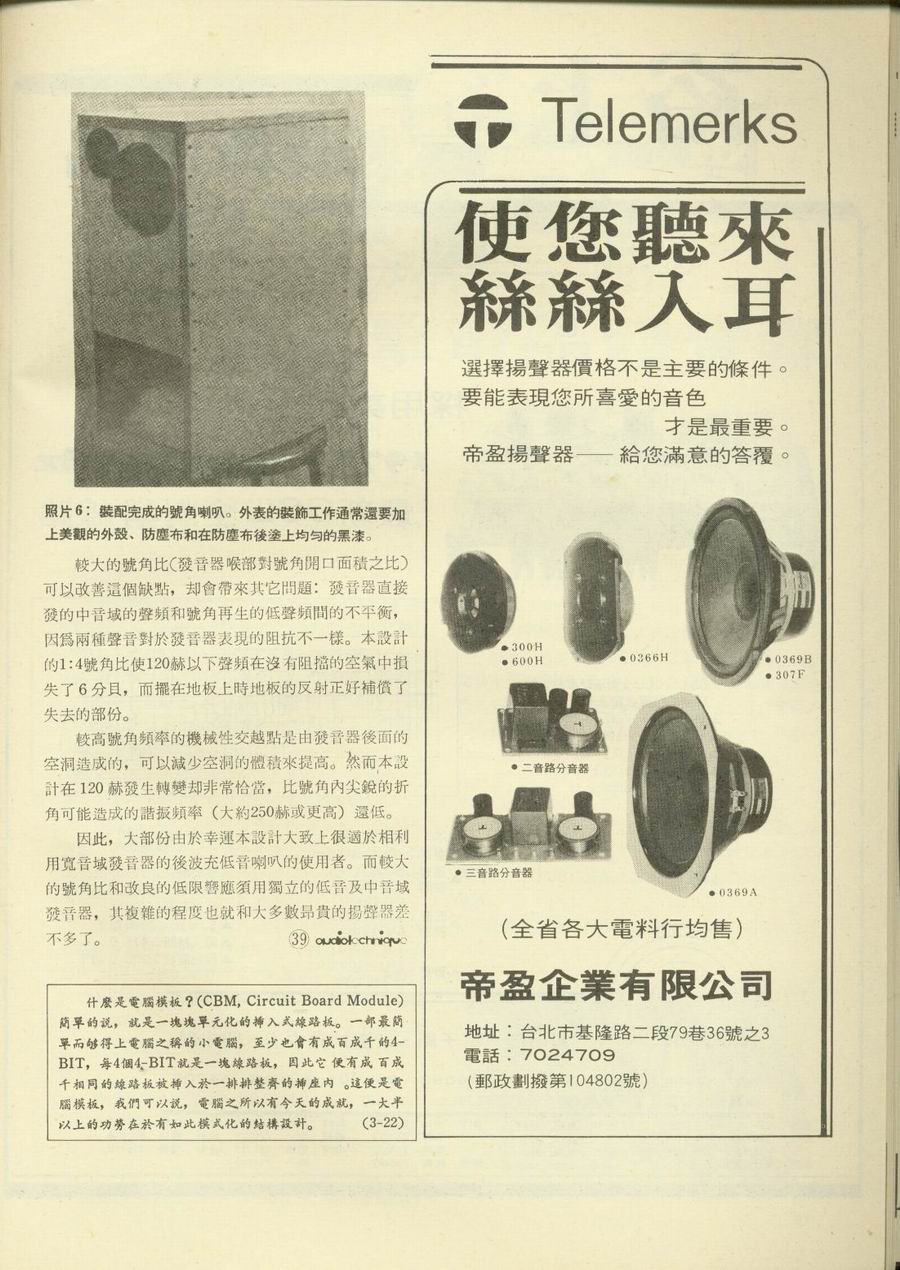 照片6：裝配完成的號角喇叭。外表的裝飾工作通常還要加
上美觀的外殼、防塵布和在防塵布後塗上均勻的黑漆。
較大的號角比(發音器喉部對號角開口面積之比)
可以改善這個缺點，却會帶來其它問題：發音器直接
發的中音域的聲頻和號角再生的低聲頻間的不平衡，
因爲兩種聲音對於發音器表現的阻抗不一樣。本設計
的1:4號角比使120赫以下聲頻在沒有阻擋的空氣中損
失了6分貝，而擺在地板上時地板的反射正好補償了
失去的部份。
較高號角頻率的機械性交越點是由發音器後面的
空洞造成的，可以減少空洞的體積來提高。然而本設
計在120赫發生轉變却非常恰當，比號角內尖銳的折
角可能造成的諧振頻率（大約250赫或更高）還低。
因此，大部份由於幸運本設計大致上很適於相利
用寬音域發音器的後波充低音喇叭的使用者。而較大
的號角比和改良的低限響應須用獨立的低音及中音域
發音器，其複雜的程度也就和大多數昻貴的揚聲器差
不多了。
㊴ audiotechnique
什麼是電腦模板？(CBM, Circuit Board Module)
簡單的說，就是一塊塊單元化的挿入式線路板。一部最簡
單而够得上電腦之稱的小電腦，至少也會有成百成千的4-
BIT，每4個4-BIT就是一塊線路板，因此它便有成百成
千相同的線路板被挿入於一排排整齊的挿座內。這便是電
腦模板，我們可以說，電腦之所以有今天的成就，一大半
以上的功勞在於有如此模式化的結構設計。 (3-22)
Telemerks
使您聽來
絲絲入耳
選擇揚聲器價格不是主要的條件。
要能表現您所喜愛的音色
才是最重要。
帝盈揚聲器——給您滿意的答覆。
●300H
●600H
●0366H
●0369B
●307F
●二音路分音器
●三音路分音器
●0369A
(全省各大電料行均售)
帝盈企業有限公司
地址：台北市基隆路二段79巷36號之3
電話：7024709
(郵政劃撥第104802號)